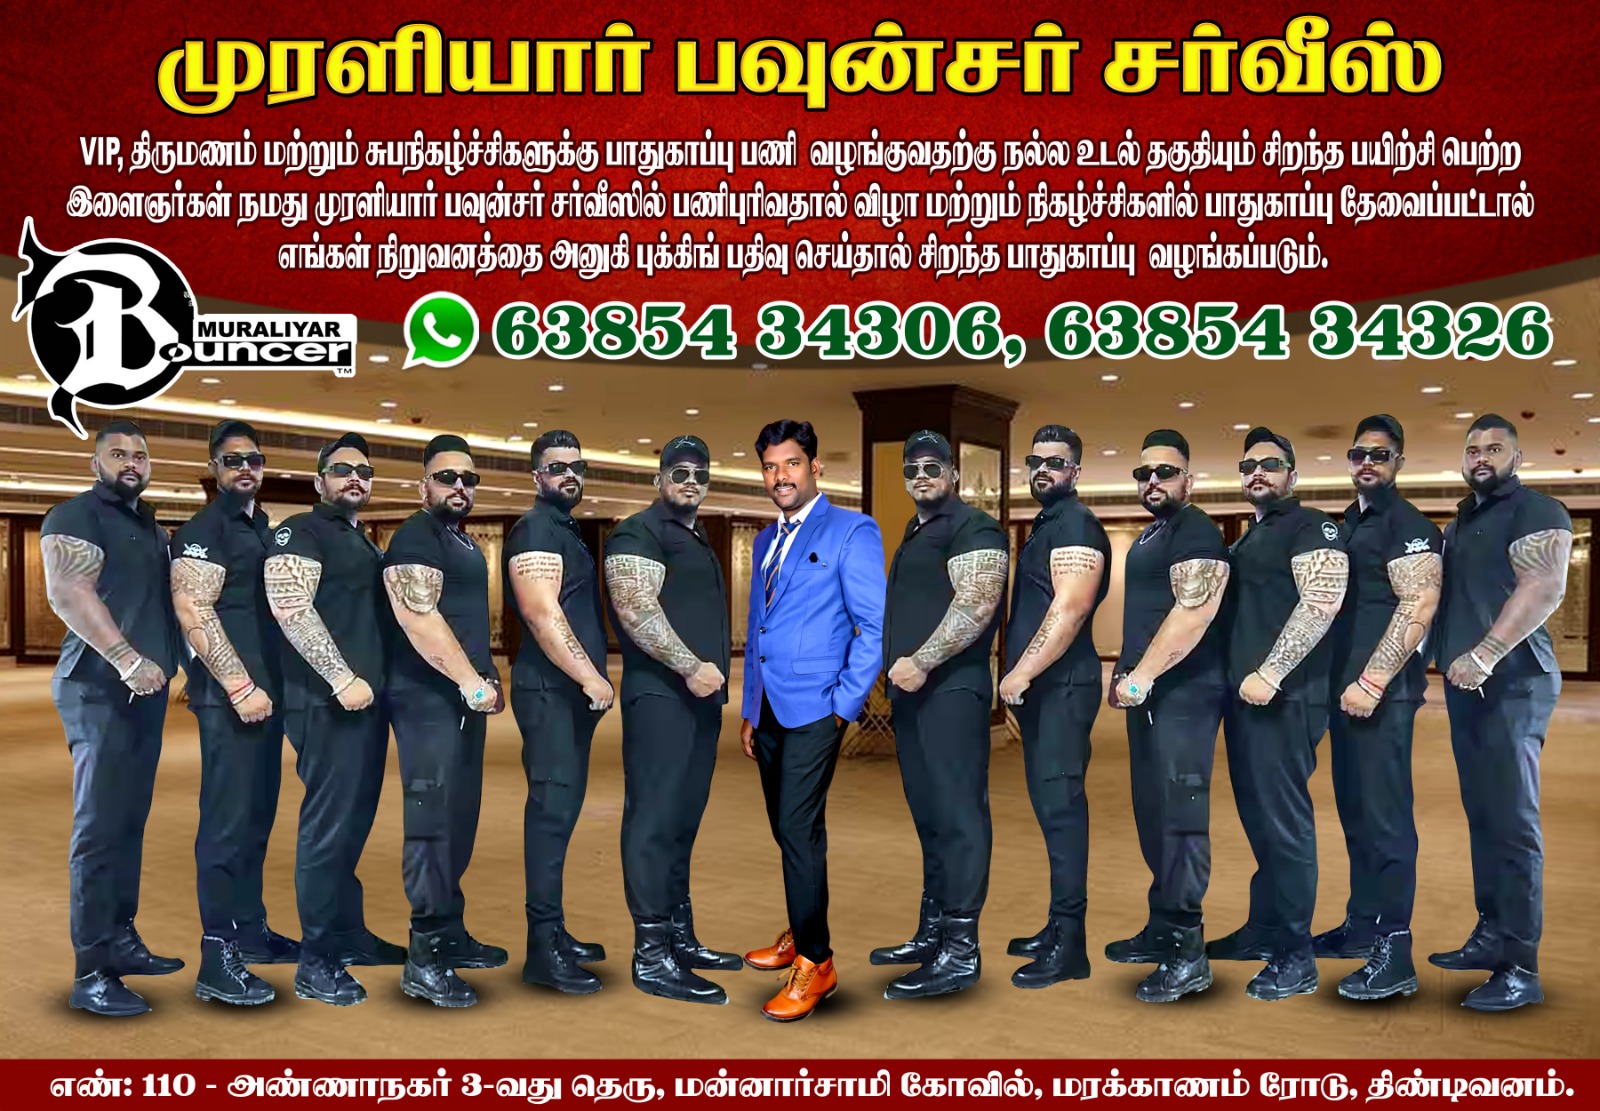 முரளியார் பவுன்சர் சர்வீஸ்
VIP, திருமணம் மற்றும் சுபநிகழ்ச்சிகளுக்கு பாதுகாப்பு பணி வழங்குவதற்கு நல்ல உடல் தகுதியும் சிறந்த பயிற்சி பெற்ற
இளைஞர்கள் நமது முரளியார் பவுன்சர் சர்வீஸில் பணிபுரிவதால் விழா மற்றும் நிகழ்ச்சிகளில் பாதுகாப்பு தேவைப்பட்டால்
எங்கள் நிறுவனத்தை அனுகி புக்கிங் பதிவு செய்தால் சிறந்த பாதுகாப்பு வழங்கப்படும்.
MURALIYAR
Bouncer TM
63854 34306, 63854 34326
எண்: 110 - அண்ணாநகர் 3-வது தெரு, மன்னார்சாமி கோவில், மரக்காணம் ரோடு, திண்டிவனம்.